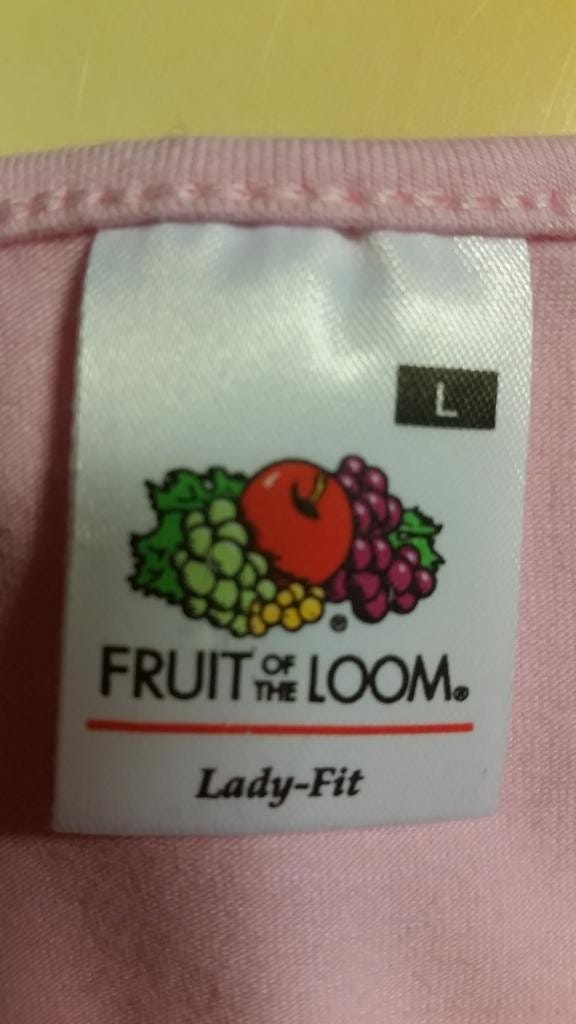 L
®
FRUIT OF THE LOOM®
Lady-Fit